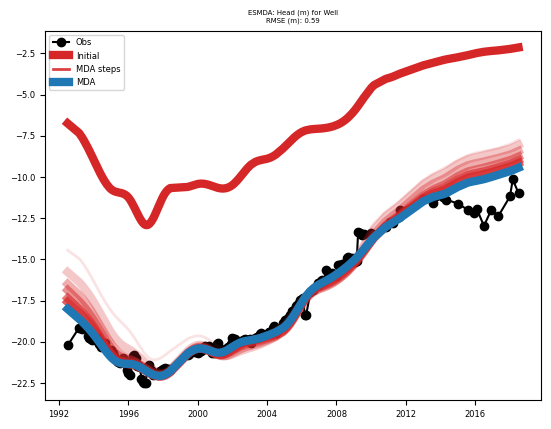 ESMDA: Head (m) for Well
RMSE (m): 0.59
Obs
Initial
MDA steps
MDA
−2.5
−5.0
−7.5
−10.0
−12.5
−15.0
−17.5
−20.0
−22.5
1992 1996 2000 2004 2008 2012 2016